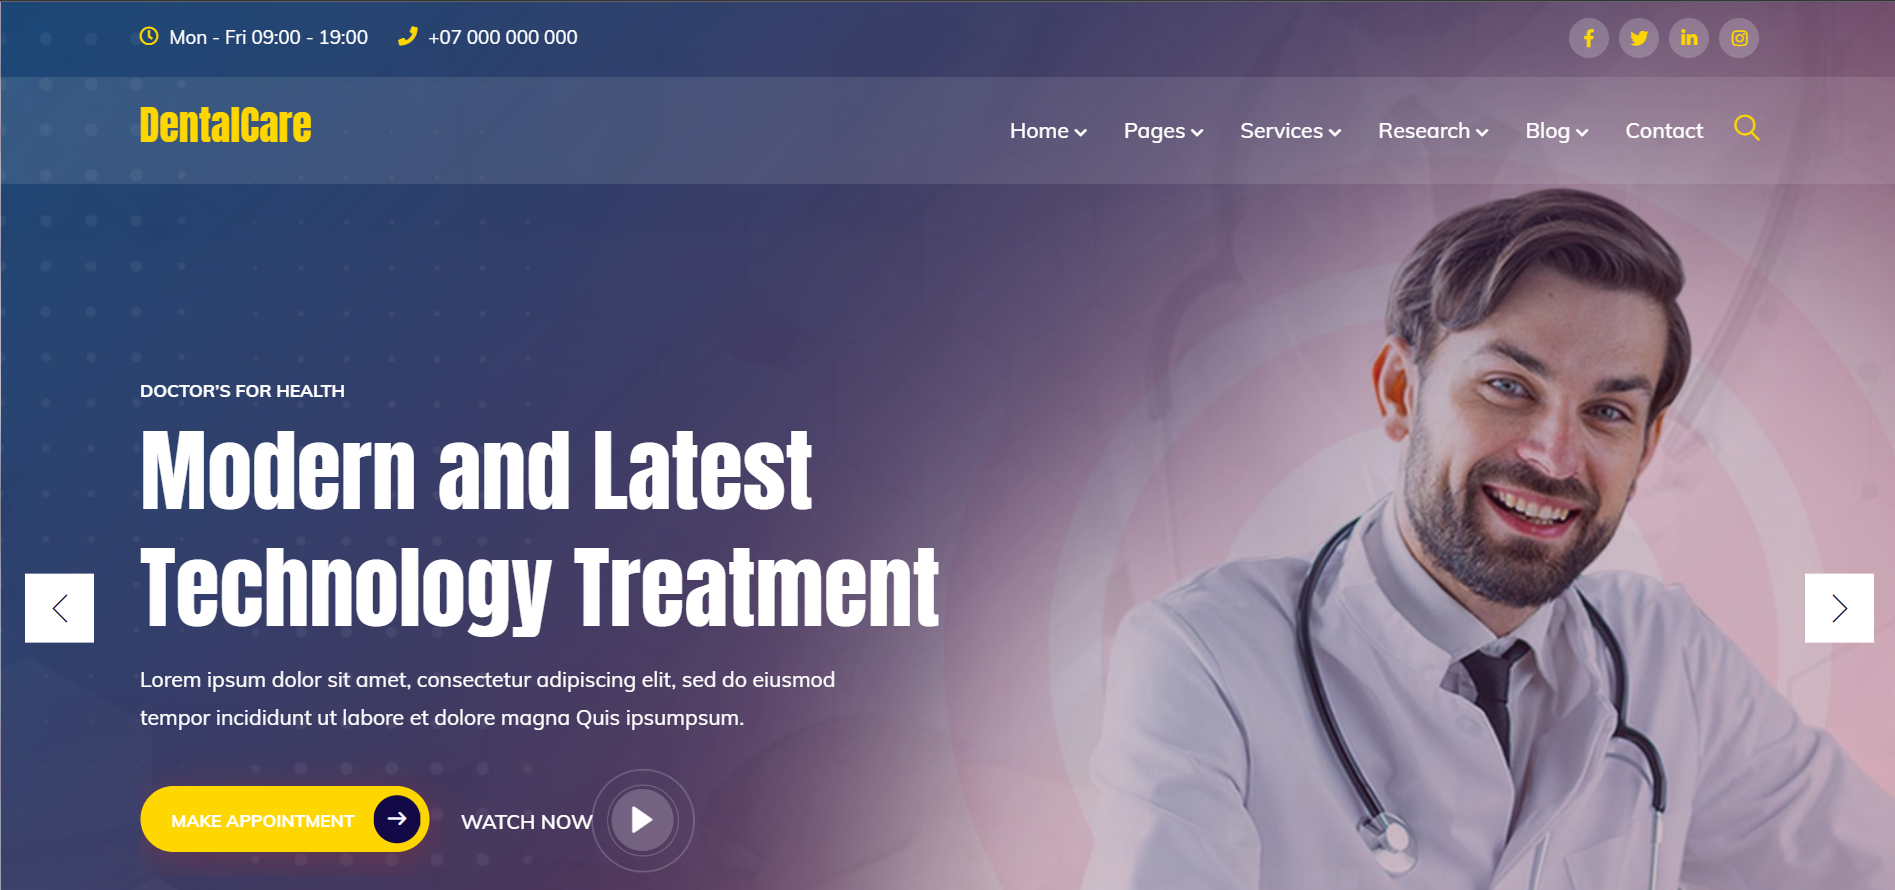 Mon - Fri 09:00 - 19:00
+07 000 000 000
DentalCare
Home
Pages
Services
Research
Blog
Contact
DOCTOR'S FOR HEALTH
Modern and Latest
Technology Treatment
Lorem ipsum dolor sit amet, consectetur adipiscing elit, sed do eiusmod
tempor incididunt ut labore et dolore magna Quis ipsumpsum.
MAKE APPOINTMENT
WATCH NOW